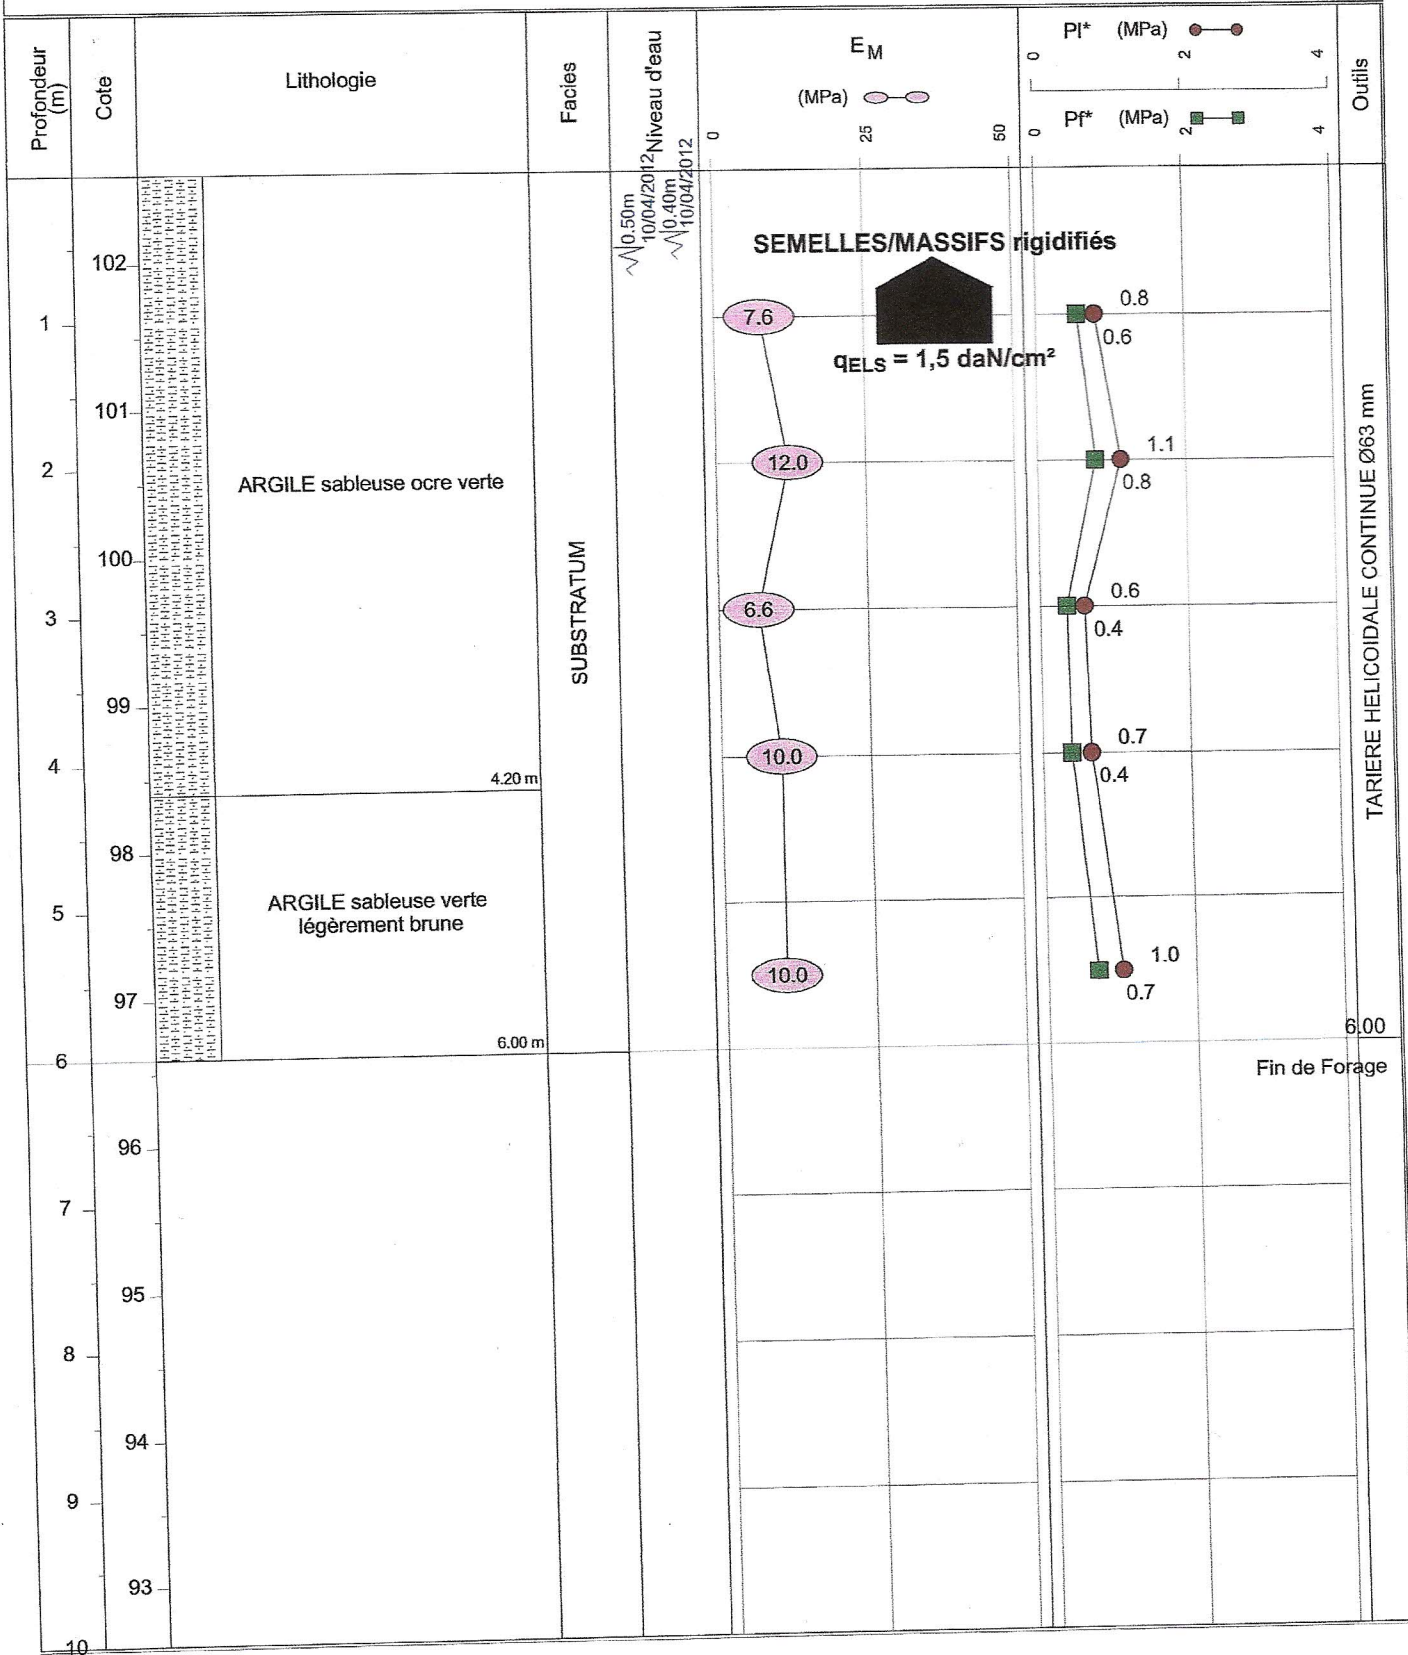 Profondeur
(m)
Cote
Lithologie
Facies
Niveau d'eau
E_M
(MPa)
0 25 50
Pl* (MPa)
0 2 4
Pf* (MPa)
0 2 4
Outils
0.50m
10/04/2012
0.40m
10/04/2012
SEMELLES/MASSIFS rigidifiés
102
0.8
1
7.6
0.6
qELS = 1,5 daN/cm²
101
1.1
2
ARGILE sableuse ocre verte
12.0
0.8
100
SUBSTRATUM
TARIERE HELICOIDALE CONTINUE Ø63 mm
0.6
3
6.6
0.4
99
0.7
4
10.0
0.4
4.20 m
98
ARGILE sableuse verte
légèrement brune
5
1.0
10.0
0.7
97
6.00 m
6.00
6
Fin de Forage
96
7
95
8
94
9
93
10